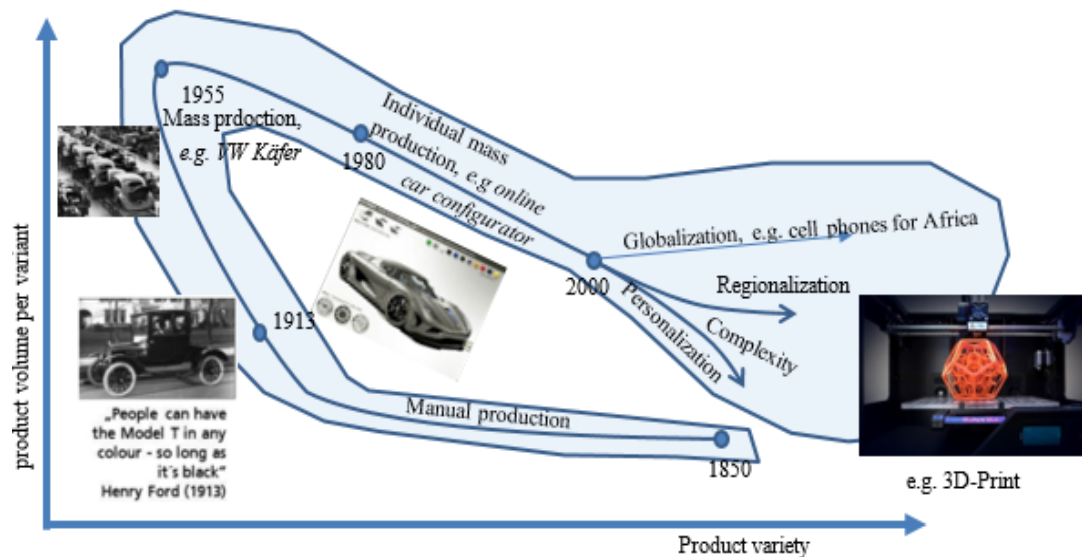 product volume per variant
1955
Mass prdoction,
e.g. VW Käfer
Individual mass
production, e.g online
car configurator
1980
1913
„People can have
the Model T in any
colour - so long as
it´s black“
Henry Ford (1913)
Manual production
1850
2000
Globalization, e.g. cell phones for Africa
Regionalization
Complexity
Personalization
e.g. 3D-Print
Product variety